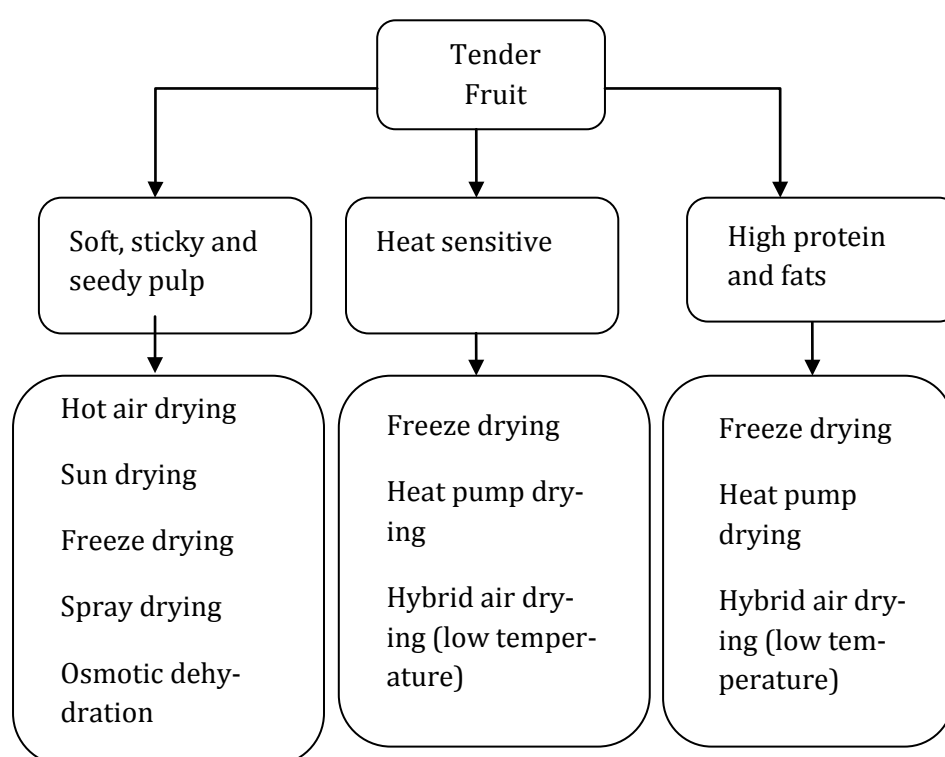 Tender
Fruit
Soft, sticky and
seedy pulp
Heat sensitive
High protein
and fats
Hot air drying
Sun drying
Freeze drying
Spray drying
Osmotic dehy-
dration
Freeze drying
Heat pump dry-
ing
Hybrid air dry-
ing (low temper-
ature)
Freeze drying
Heat pump
drying
Hybrid air dry-
ing (low tem-
perature)